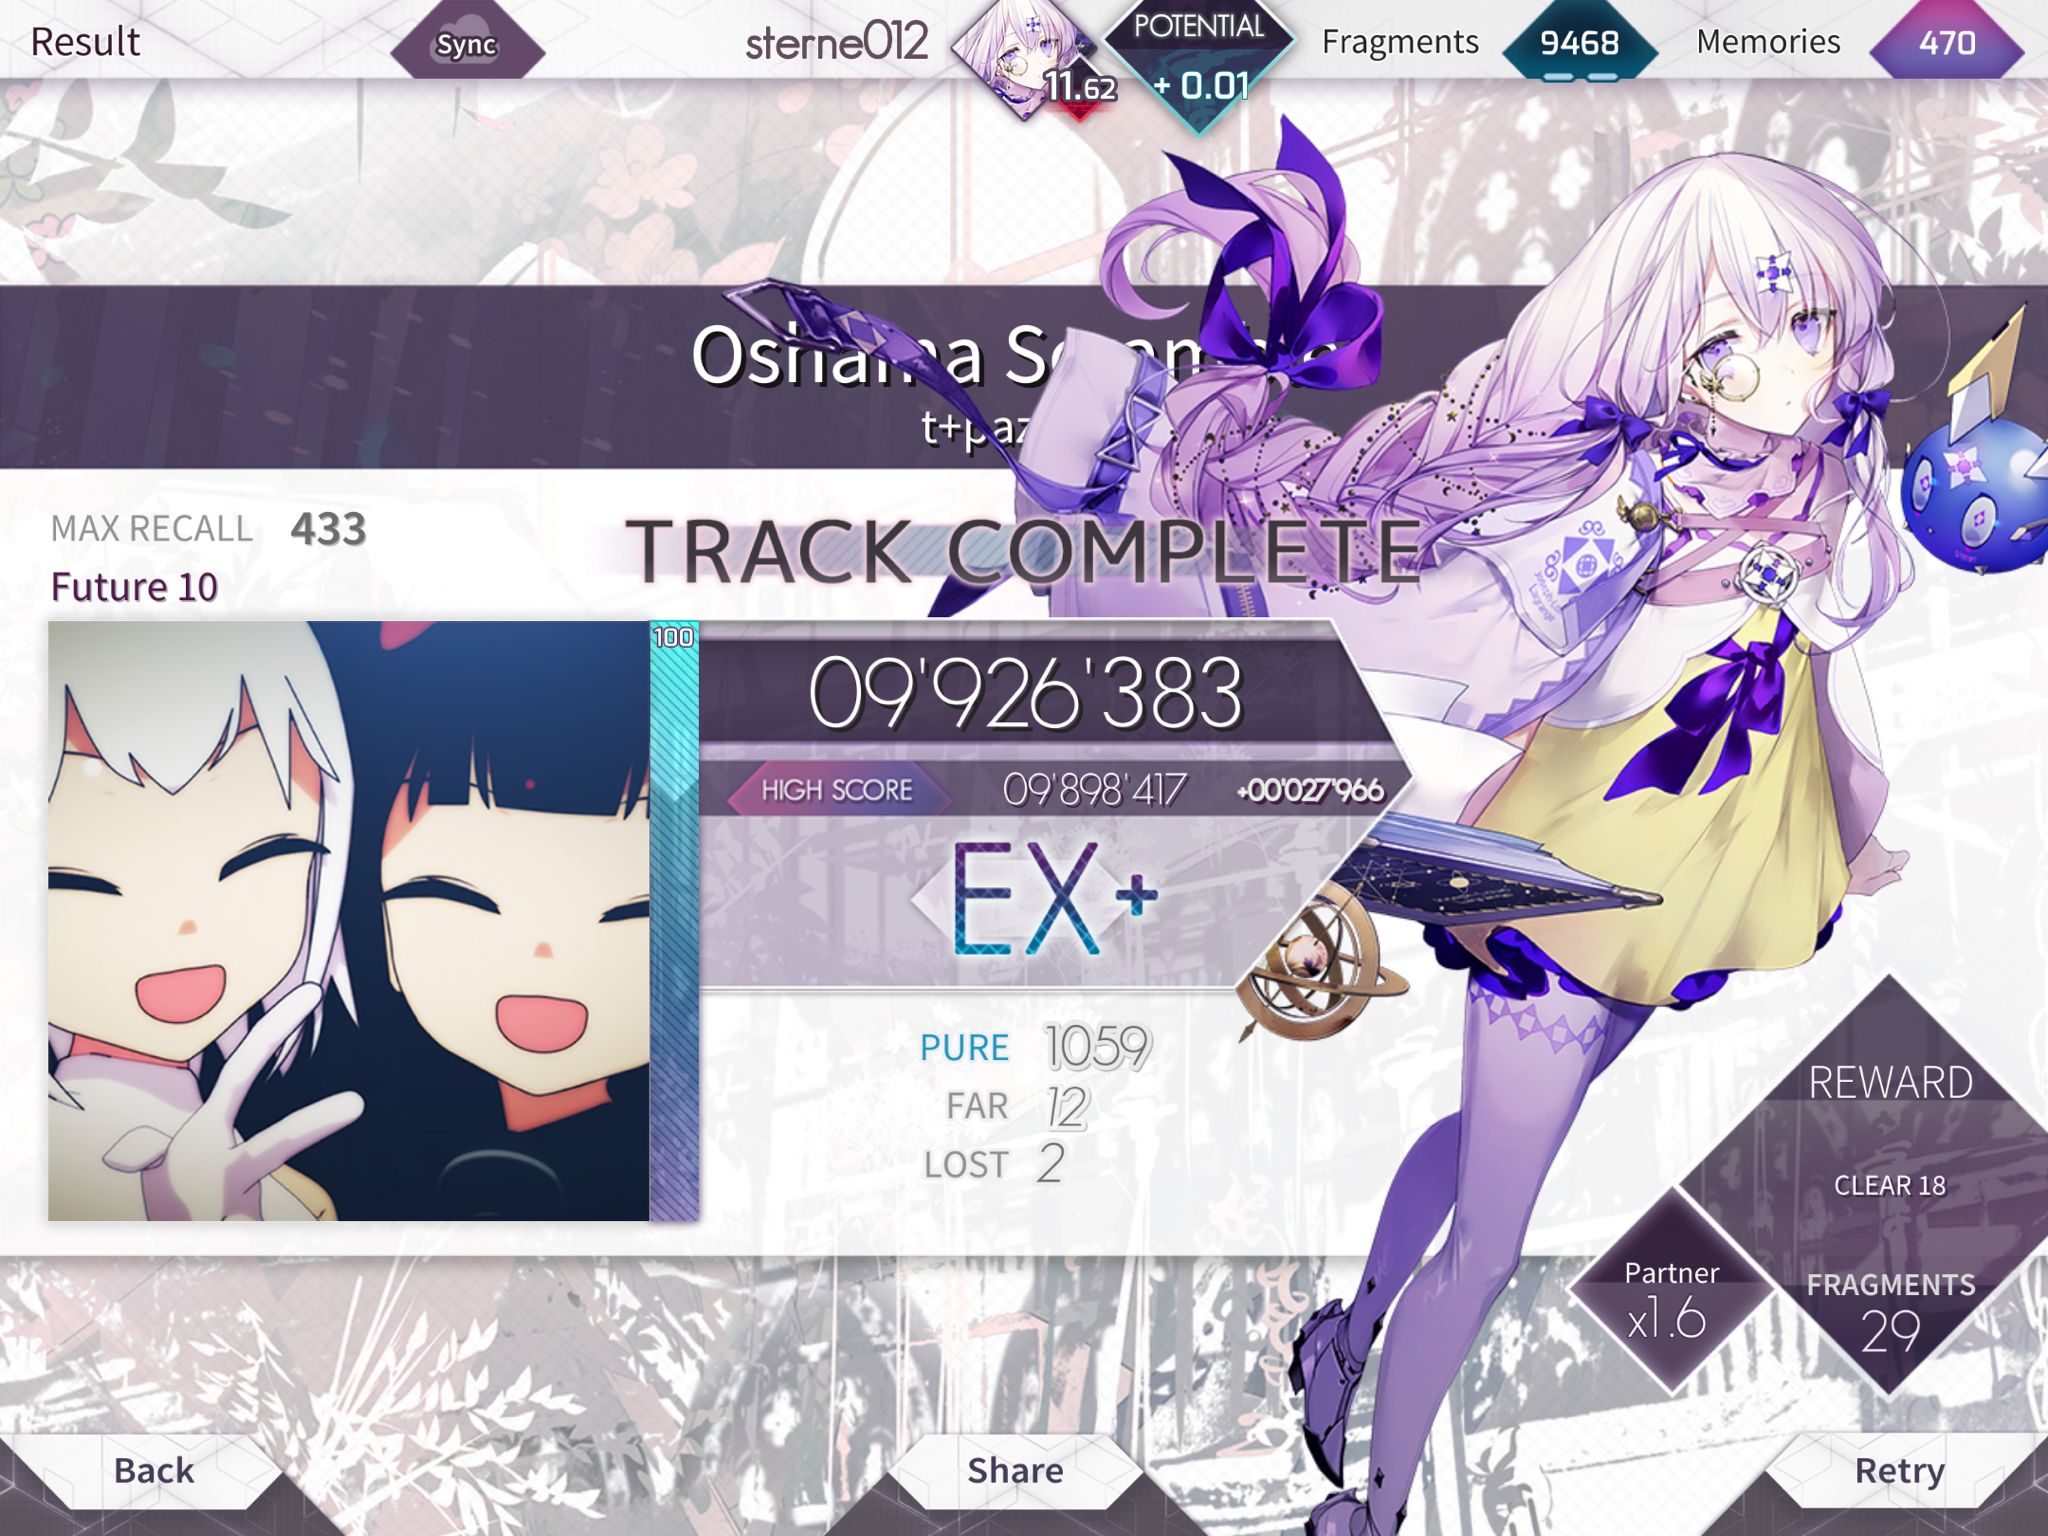 Result
Sync
sterne012
11.62
POTENTIAL
+ 0.01
Fragments
9468
Memories
470
MAX RECALL 433
TRACK COMPLETE
Future 10
100
09'926'383
HIGH SCORE 09'898'417 +00'027'966
EX+
PURE 1059
FAR 12
LOST 2
REWARD
CLEAR 18
Partner
x1.6
FRAGMENTS
29
Back
Share
Retry